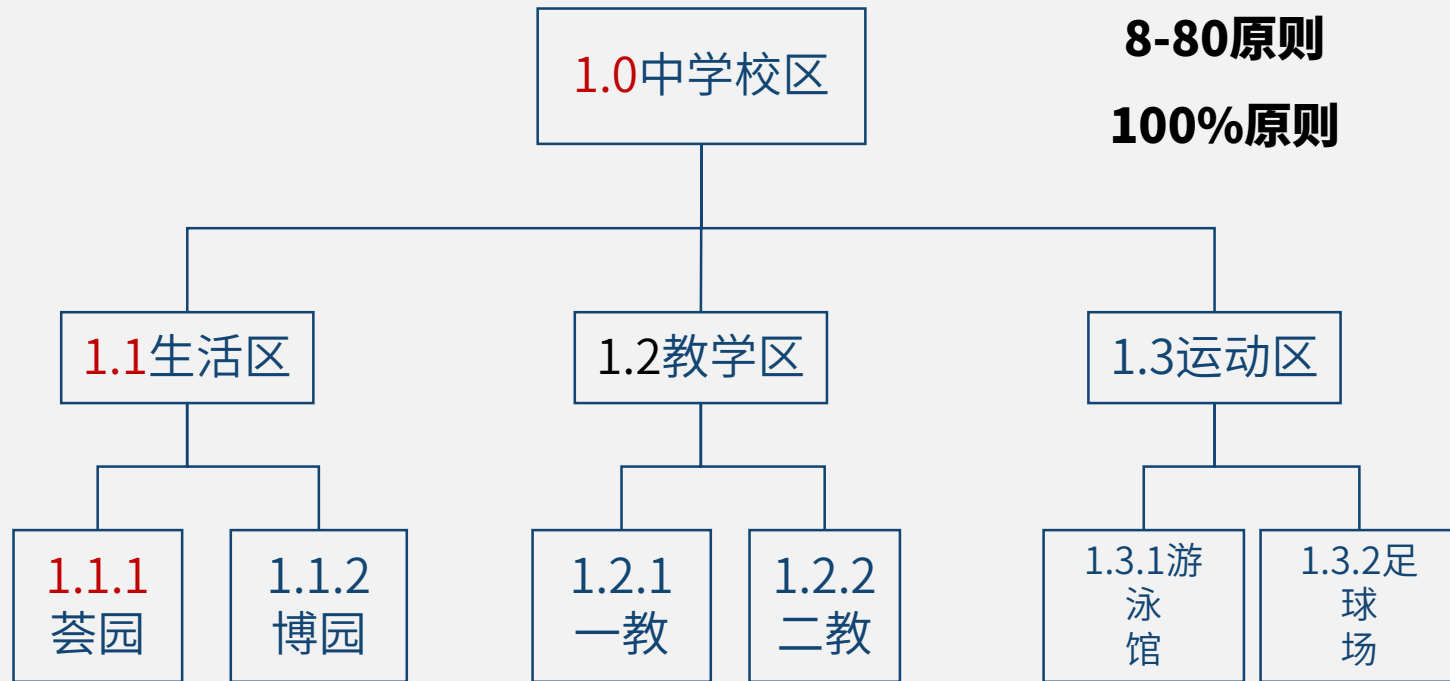 1.0中学校区
8-80原则
100%原则
1.1生活区
1.2教学区
1.3运动区
1.1.1
荟园
1.1.2
博园
1.2.1
一教
1.2.2
二教
1.3.1游
泳
馆
1.3.2足
球
场